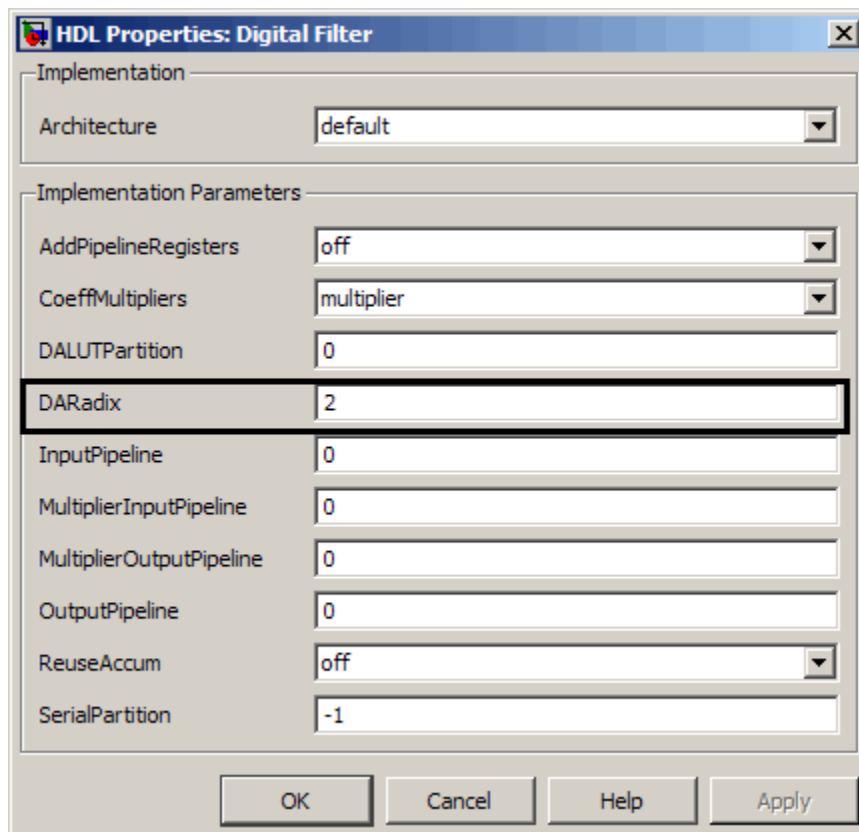 HDL Properties: Digital Filter
Implementation
Architecture default
Implementation Parameters
AddPipelineRegisters off
CoeffMultipliers multiplier
DALUTPartition 0
DARadix 2
InputPipeline 0
MultiplierInputPipeline 0
MultiplierOutputPipeline 0
OutputPipeline 0
ReuseAccum off
SerialPartition -1
OK Cancel Help Apply